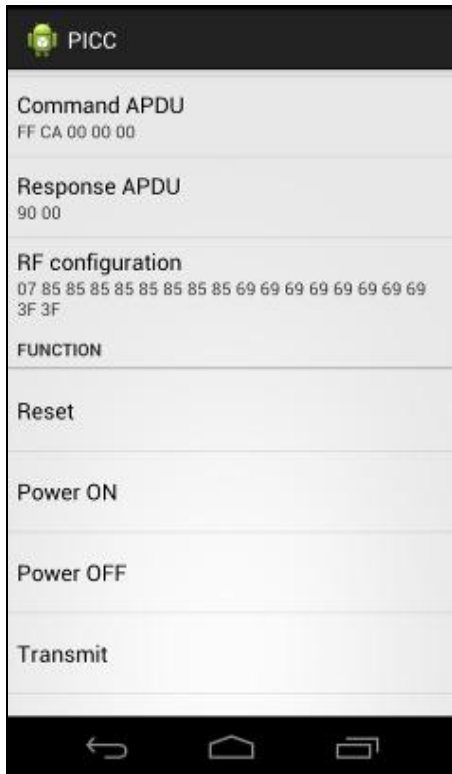 PICC
Command APDU
FF CA 00 00 00
Response APDU
90 00
RF configuration
07 85 85 85 85 85 85 85 85 69 69 69 69 69 69 69 69
3F 3F
FUNCTION
Reset
Power ON
Power OFF
Transmit